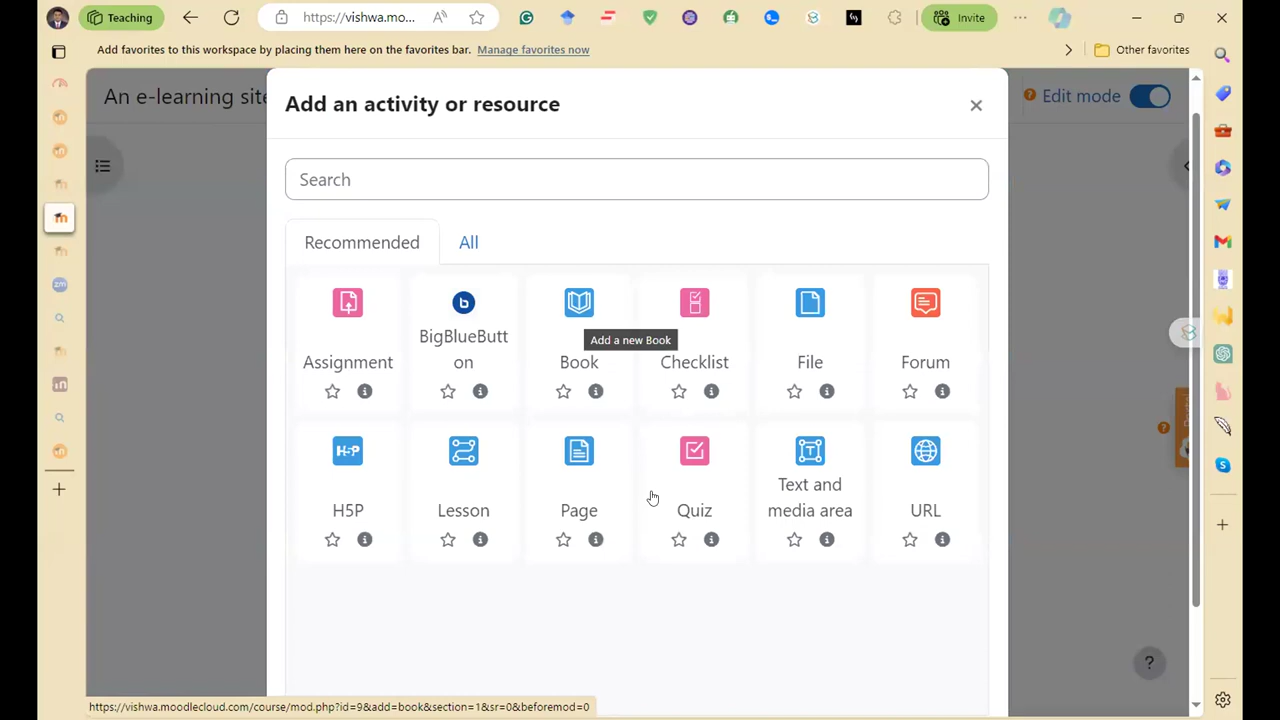 Teaching
https://vishwa.mo...
Invite
Add favorites to this workspace by placing them here on the favorites bar. Manage favorites now
Other favorites
An e-learning site
Add an activity or resource
Edit mode
Search
Recommended
All
Assignment
BigBlueButt
on
Book
Add a new Book
Checklist
File
Forum
H5P
H5P
Lesson
Page
Quiz
Text and
media area
URL
https://vishwa.moodlecloud.com/course/mod.php?id=9&add=book&section=1&sr=0&beforemod=0